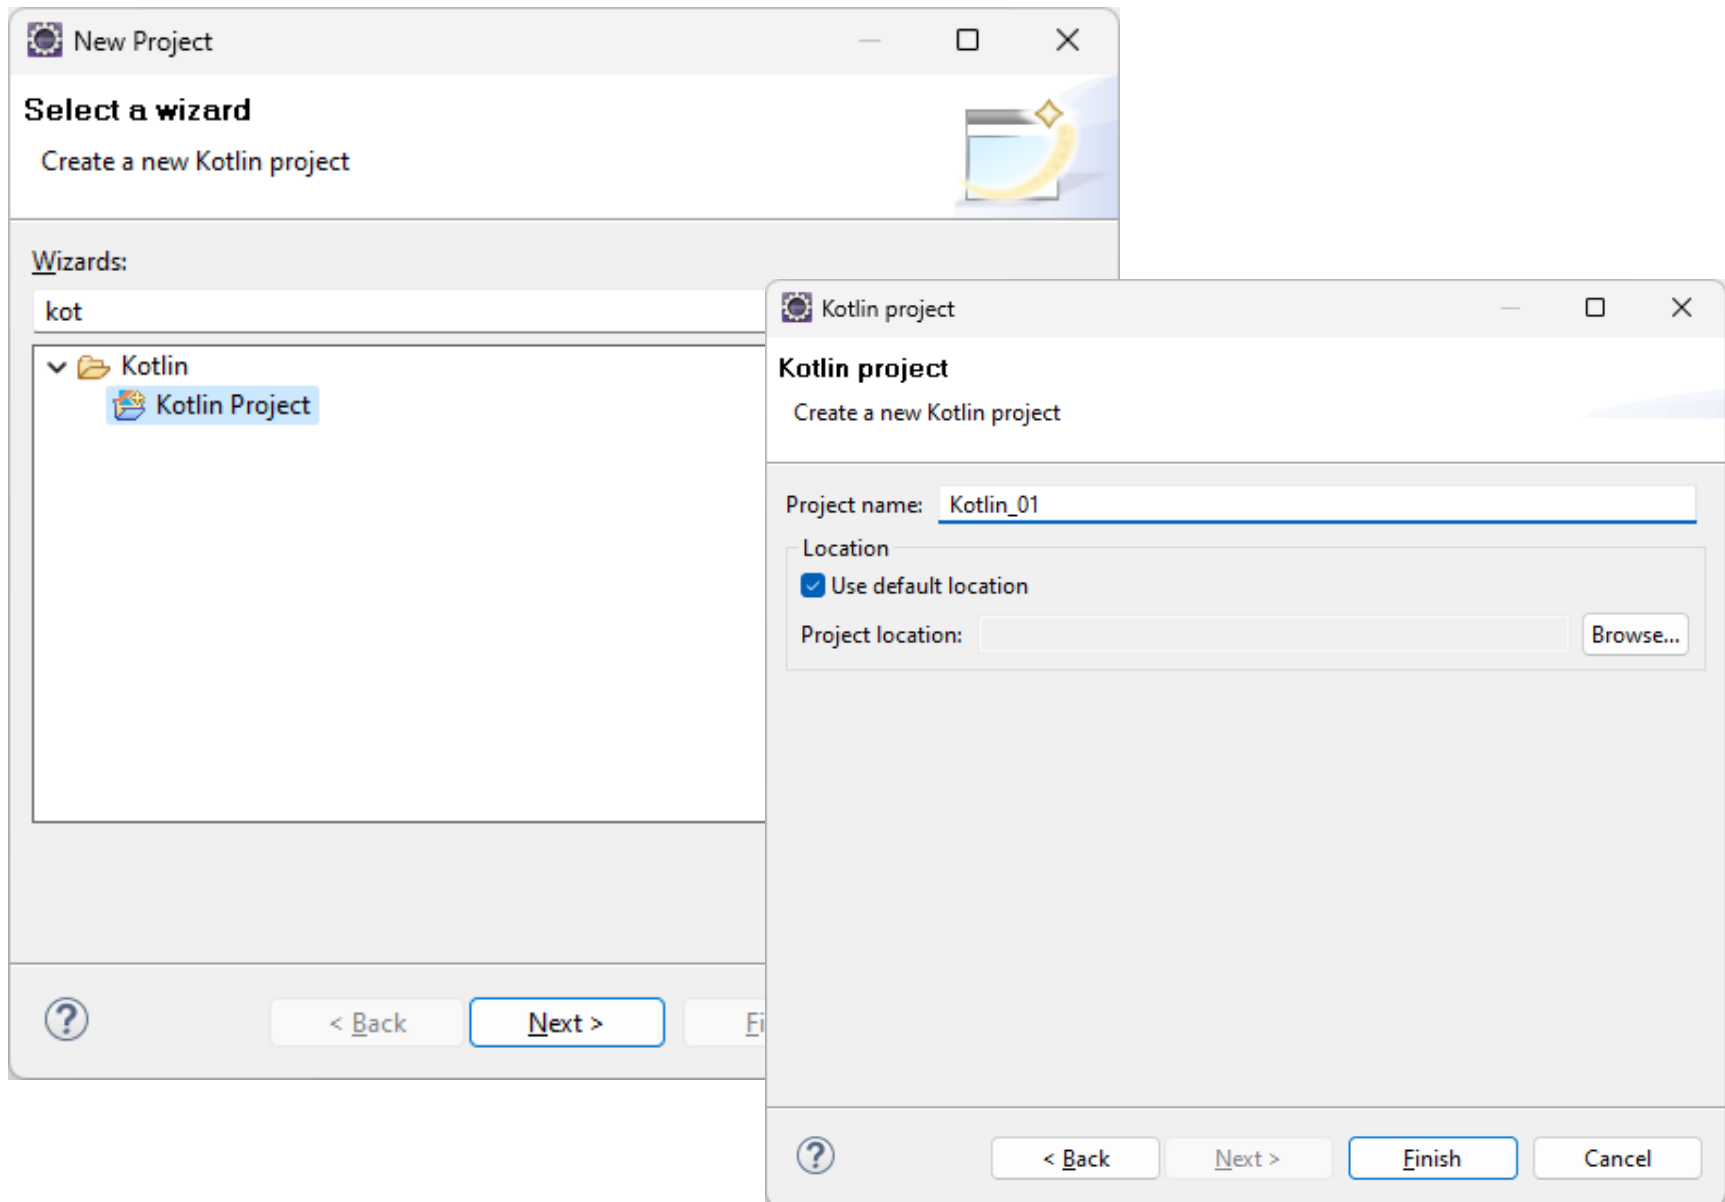 New Project
Select a wizard
Create a new Kotlin project
Wizards:
kot
Kotlin
Kotlin Project
< Back
Next >
Fi
Kotlin project
Kotlin project
Create a new Kotlin project
Project name:
Kotlin_01
Location
Use default location
Project location:
Browse...
< Back
Next >
Finish
Cancel